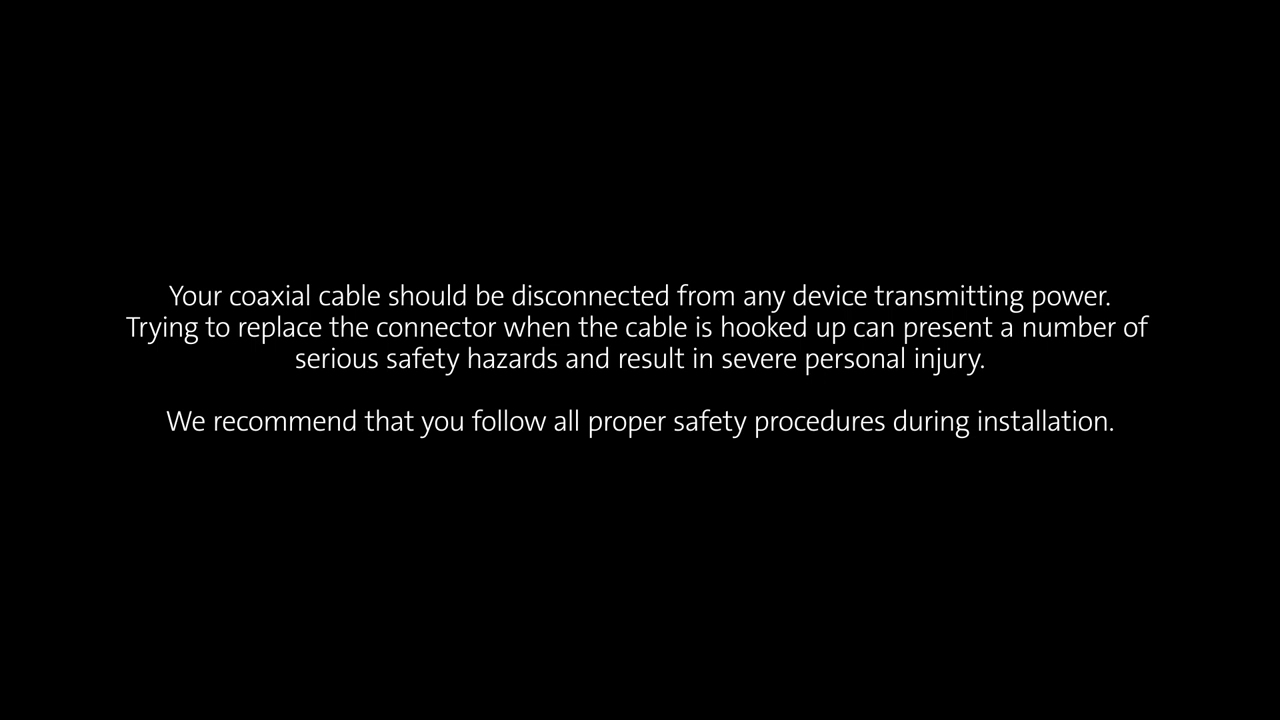 Your coaxial cable should be disconnected from any device transmitting power.
Trying to replace the connector when the cable is hooked up can present a number of
serious safety hazards and result in severe personal injury.
We recommend that you follow all proper safety procedures during installation.